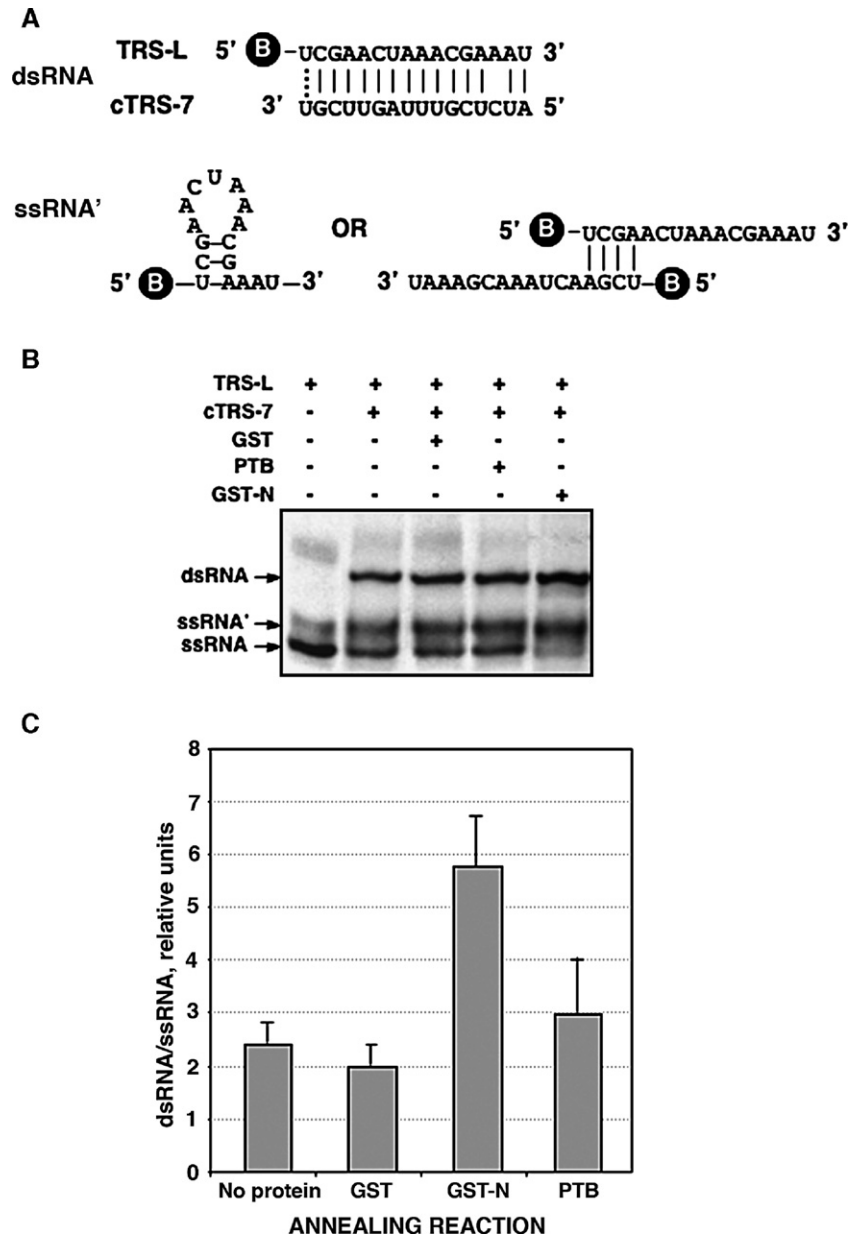 A
TRS-L 5' B -UCGAACUAAACGAAAU 3'
dsRNA
cTRS-7 3' UGCUUGAUUUGCUCUA 5'
ssRNA'
A A C U A A A
G-C
C-G
5' B -U-AAAU-3'
OR
5' B -UCGAACUAAACGAAAU 3'
3' UAAAGCAAAUCAAGCU- B 5'
B
TRS-L + + + + +
cTRS-7 - + + + +
GST - - + - -
PTB - - - + -
GST-N - - - - +
dsRNA
ssRNA'
ssRNA
C
dsRNA/ssRNA, relative units
8
7
6
5
4
3
2
1
0
No protein GST GST-N PTB
ANNEALING REACTION